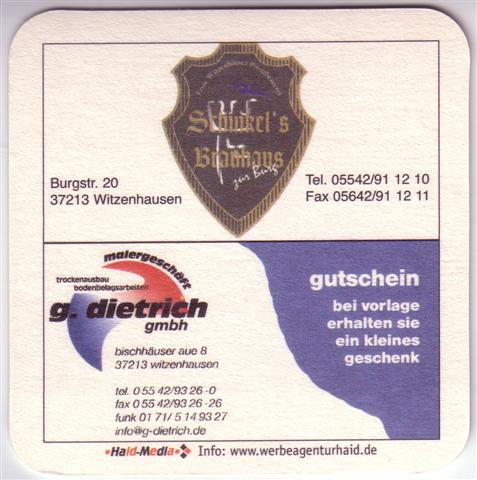 Erste Witzenhäuser Privatbrauerei
Schinkel's
Brauhaus
zur Burg
Burgstr. 20
37213 Witzenhausen
Tel. 05542/91 12 10
Fax 05642/91 12 11
malergeschäft
trockenausbau
bodenbelagsarbeiten
g. dietrich
gmbh
bischhäuser aue 8
37213 witzenhausen
tel. 0 55 42/93 26-0
fax 0 55 42/93 26-26
funk 01 71/ 5 14 93 27
info@g-dietrich.de
gutschein
bei vorlage
erhalten sie
ein kleines
geschenk
Haid-Media Info: www.werbeagenturhaid.de